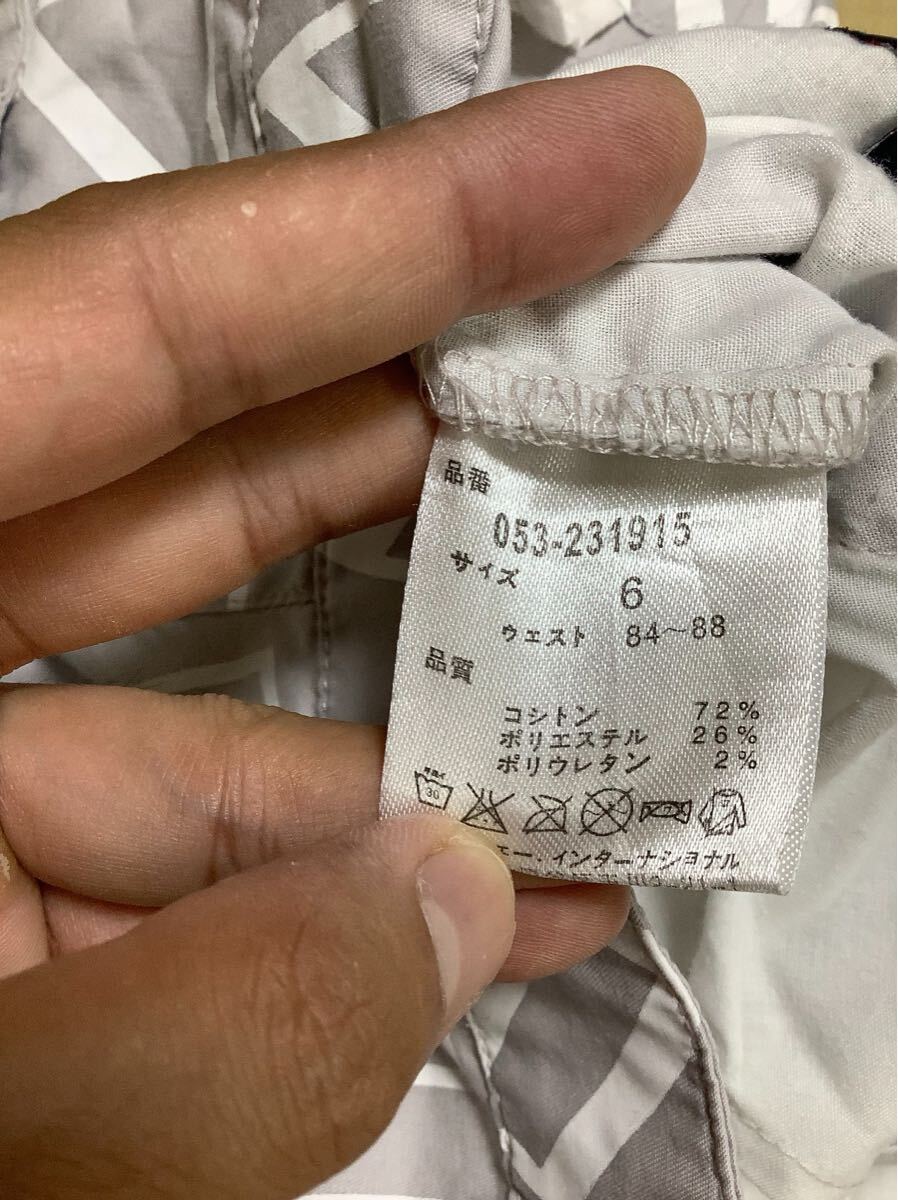 品番
053-231915
サイズ
6
ウエスト 84～88
品質
コットン 72%
ポリエステル 26%
ポリウレタン 2%
30
エー・インターナショナル